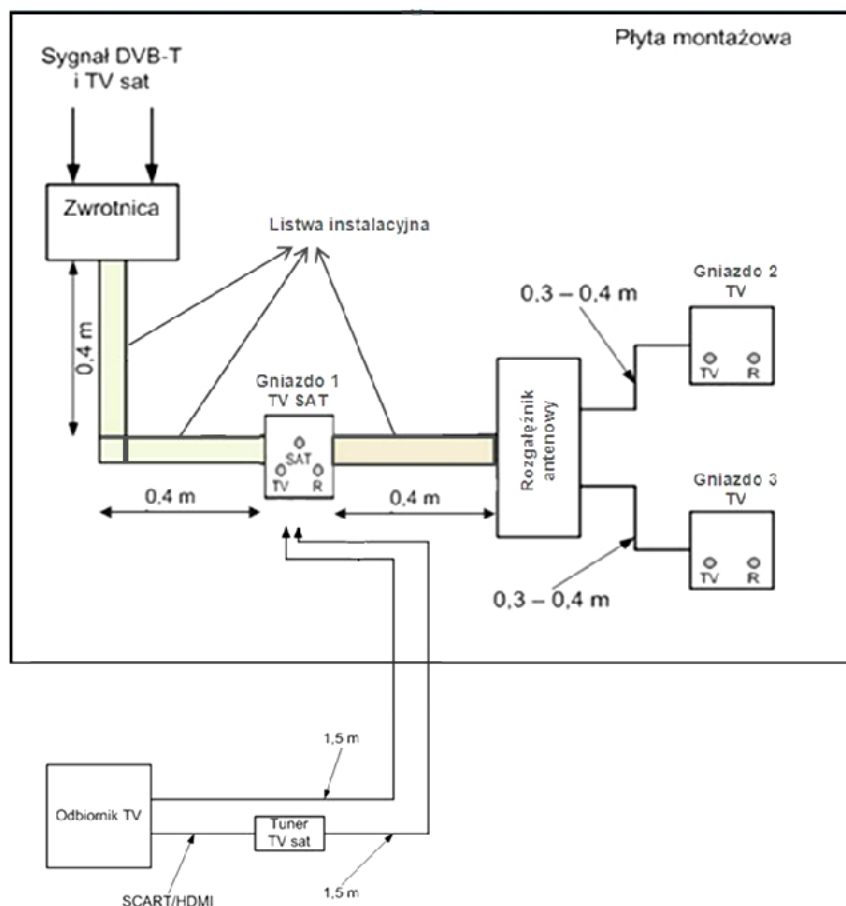 Płyta montażowa
Sygnał DVB-T
i TV sat
Zwrotnica
Listwa instalacyjna
0,4 m
Gniazdo 1
TV SAT
SAT
TV R
0,4 m
0,4 m
Rozgałęźnik
antenowy
0,3 – 0,4 m
Gniazdo 2
TV
TV R
Gniazdo 3
TV
TV R
0,3 – 0,4 m
1,5 m
Odbiornik TV
Tuner
TV sat
SCART/HDMI
1,5 m